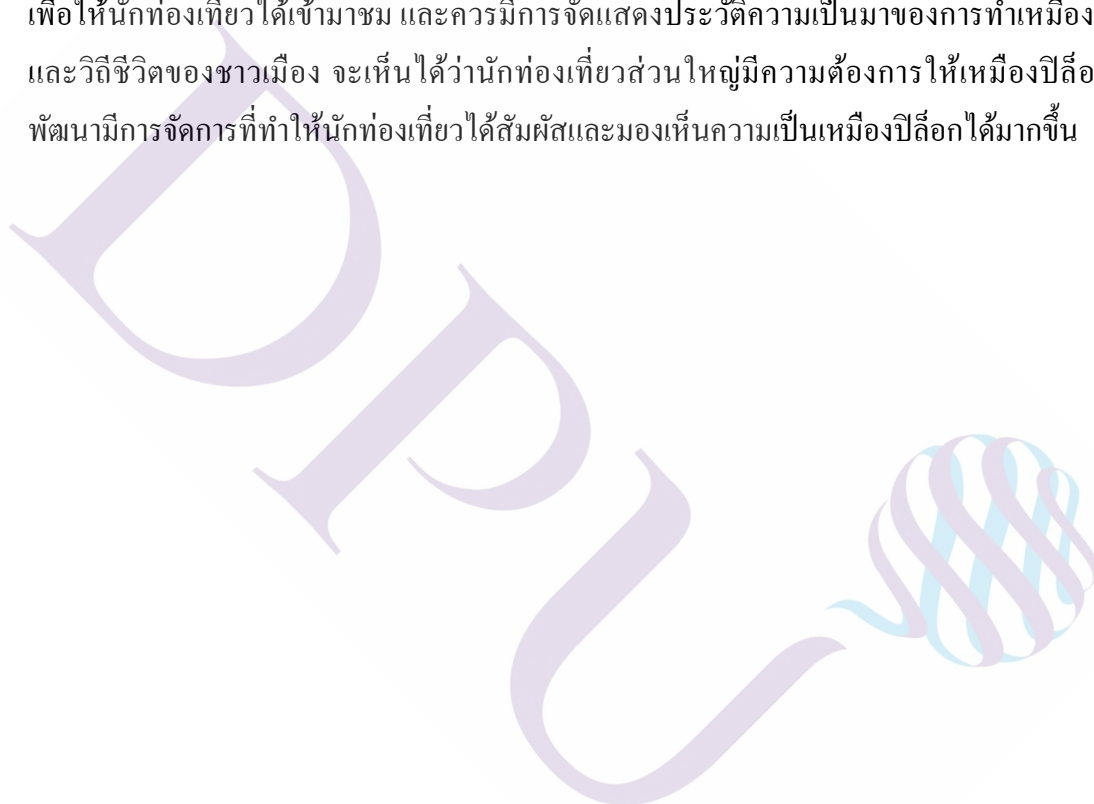 เพื่อให้นักท่องเที่ยวได้เข้ามาชม และควรมีการจัดแสดงประวัติความเป็นมาของการทำเหมือง
และวิถีชีวิตของชาวเมือง จะเห็นได้ว่านักท่องเที่ยวส่วนใหญ่มีความต้องการให้เหมืองปิล็อ
พัฒนามีการจัดการที่ทำให้นักท่องเที่ยวได้สัมผัสและมองเห็นความเป็นเหมืองปิล็อกได้มากขึ้น
DPU